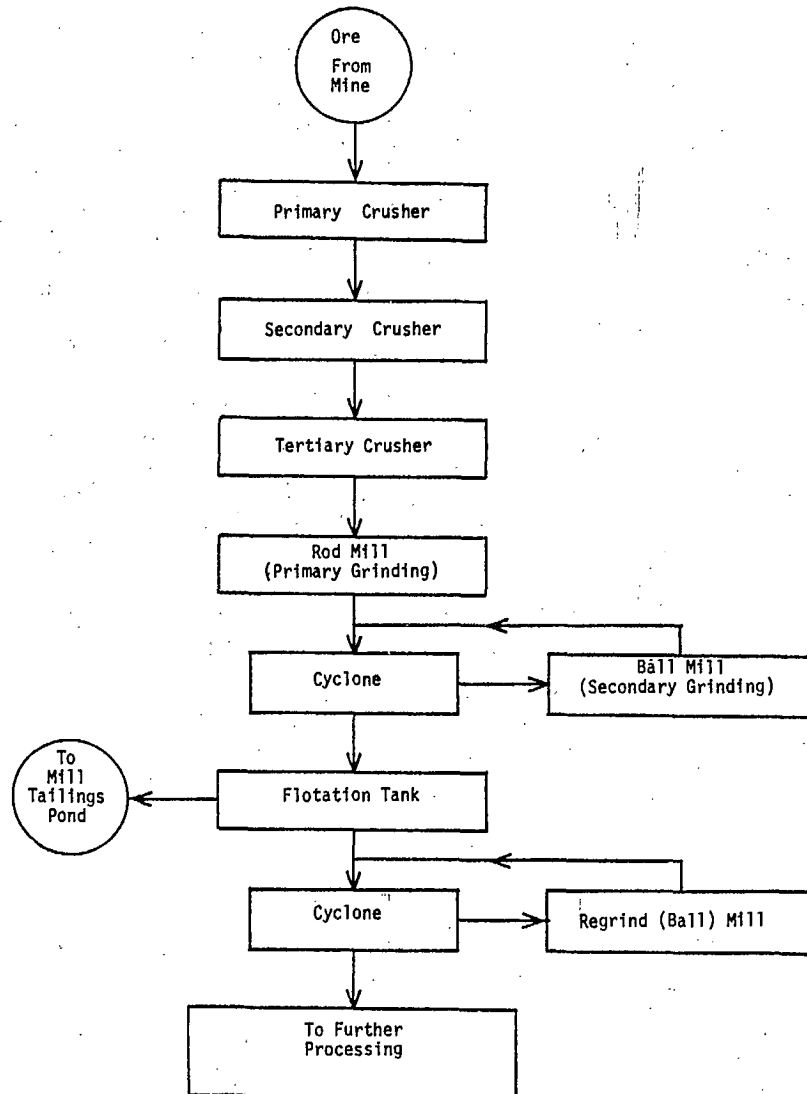 Ore
From
Mine
Primary Crusher
Secondary Crusher
Tertiary Crusher
Rod Mill
(Primary Grinding)
Cyclone
Ball Mill
(Secondary Grinding)
To
Mill
Tailings
Pond
Flotation Tank
Cyclone
Regrind (Ball) Mill
To Further
Processing